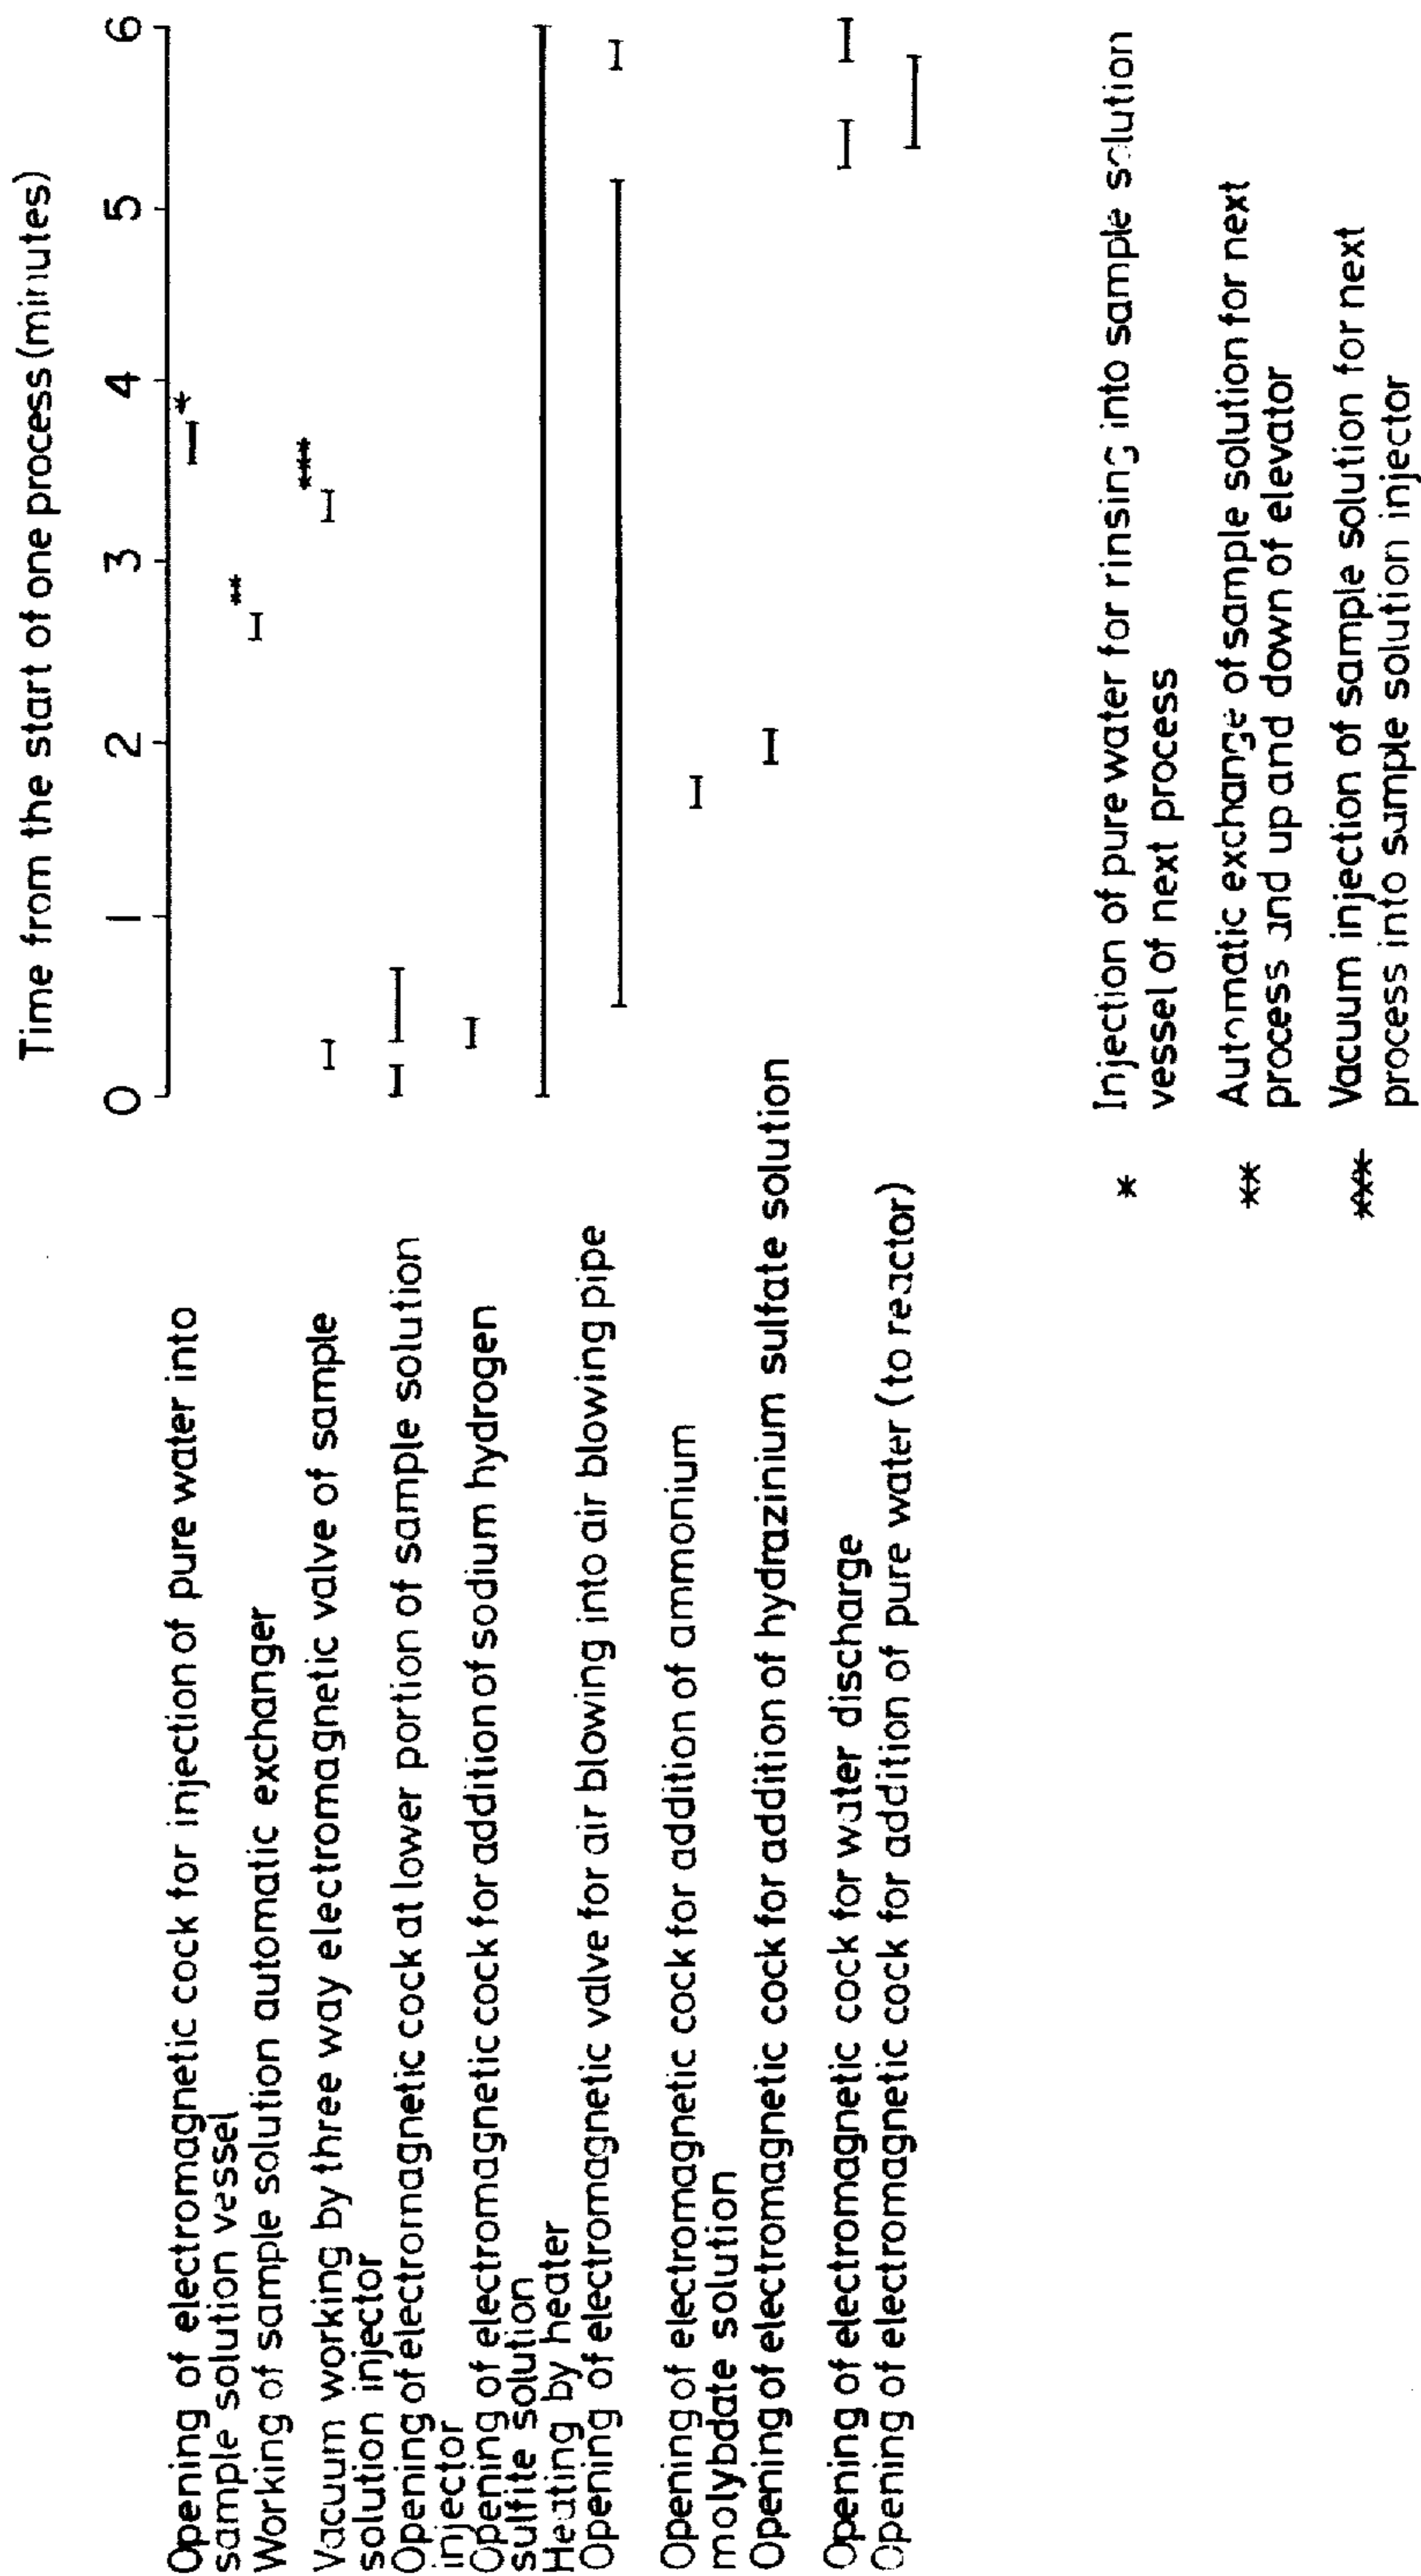 Time from the start of one process (minutes)
0 1 2 3 4 5 6
Opening of electromagnetic cock for injection of pure water into
sample solution vessel
Working of sample solution automatic exchanger
Vacuum working by three way electromagnetic valve of sample
solution injector
Opening of electromagnetic cock at lower portion of sample solution
injector
Opening of electromagnetic cock for addition of sodium hydrogen
sulfite solution
Heating by heater
Opening of electromagnetic valve for air blowing into air blowing pipe
Opening of electromagnetic cock for addition of ammonium
molybdate solution
Opening of electromagnetic cock for addition of hydrazinium sulfate solution
Opening of electromagnetic cock for water discharge
Opening of electromagnetic cock for addition of pure water (to reactor)
*
**
***
* Injection of pure water for rinsing into sample solution
vessel of next process
** Automatic exchange of sample solution for next
process and up and down of elevator
*** Vacuum injection of sample solution for next
process into sample solution injector